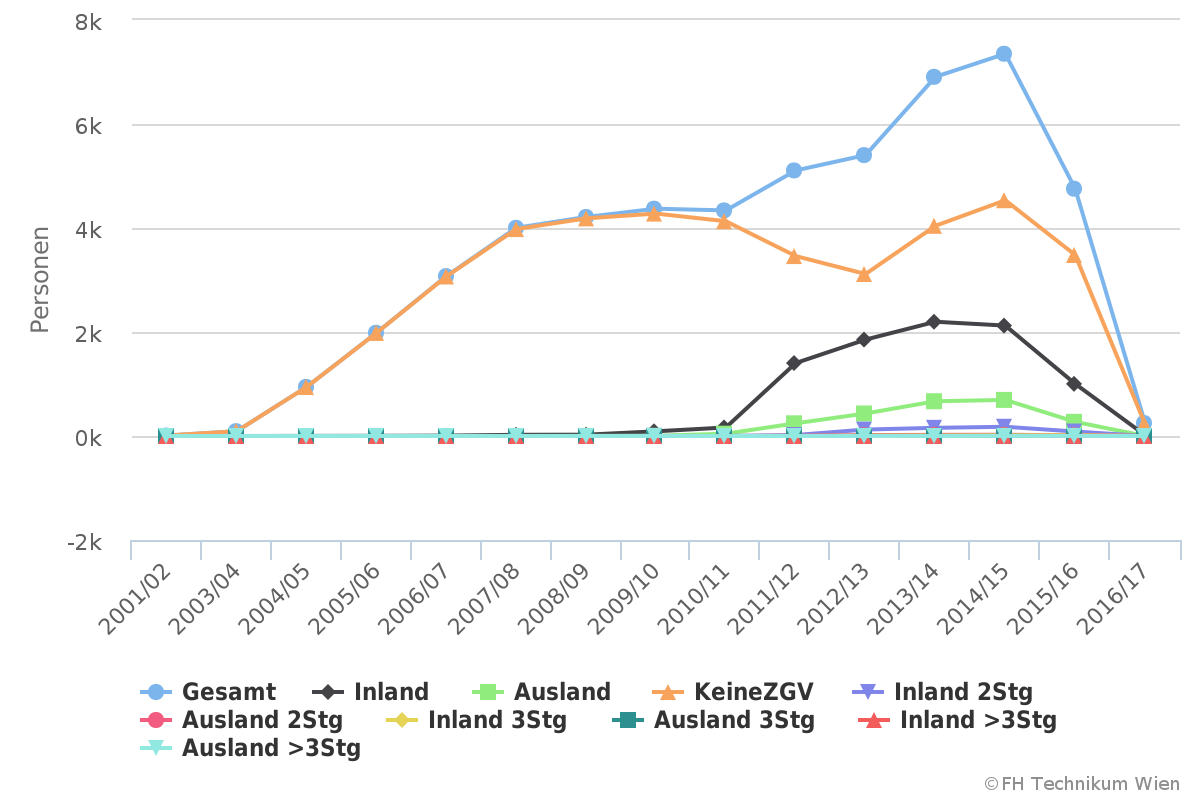 8k
6k
4k
2k
0k
-2k
Personen
2001/02 2003/04 2004/05 2005/06 2006/07 2007/08 2008/09 2009/10 2010/11 2011/12 2012/13 2013/14 2014/15 2015/16 2016/17
Gesamt Inland Ausland KeineZGV Inland 2Stg
Ausland 2Stg Inland 3Stg Ausland 3Stg Inland >3Stg
Ausland >3Stg
©FH Technikum Wien